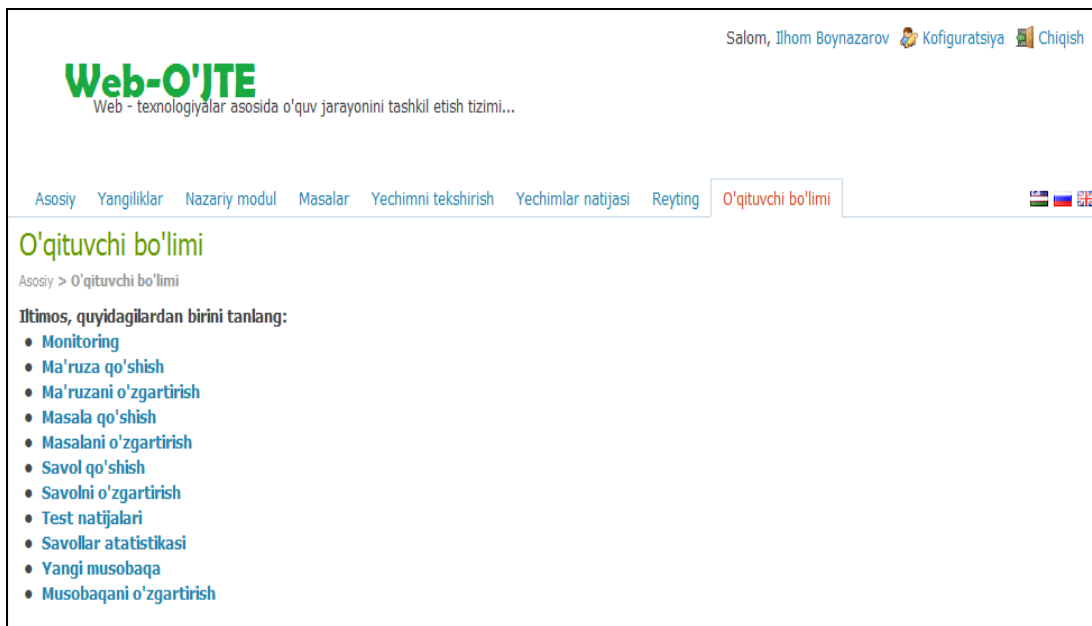 Salom, Ilhom Boynazarov Kofiguratsiya Chiqish
Web-O'JTE
Web - texnologiyalar asosida o'quv jarayonini tashkil etish tizimi...
Asosiy Yangiliklar Nazariy modul Masalar Yechimni tekshirish Yechimlar natijasi Reyting O'qituvchi bo'limi
O'qituvchi bo'limi
Asosiy > O'qituvchi bo'limi
Iltimos, quyidagilardan birini tanlang:
• Monitoring
• Ma'ruza qo'shish
• Ma'ruzani o'zgartirish
• Masala qo'shish
• Masalani o'zgartirish
• Savol qo'shish
• Savolni o'zgartirish
• Test natijalari
• Savollar atatistikasi
• Yangi musobaqa
• Musobaqani o'zgartirish